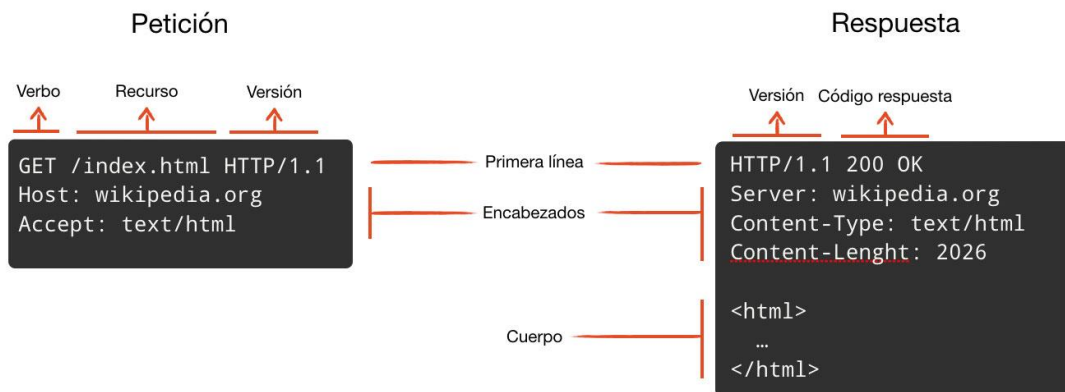 Petición
Respuesta
Verbo
Recurso
Versión
Versión
Código respuesta
GET /index.html HTTP/1.1
Host: wikipedia.org
Accept: text/html
Primera línea
Encabezados
Cuerpo
HTTP/1.1 200 OK
Server: wikipedia.org
Content-Type: text/html
Content-Lenght: 2026
<html>
…
</html>